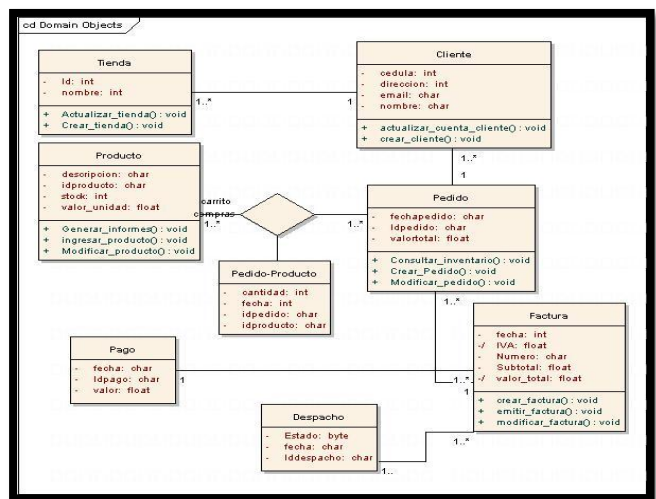 cd Domain Objects
Tienda
- Id: int
- nombre: int
+ Actualizar_tienda() : void
+ Crear_tienda() : void
1..*
1
Cliente
- cedula: int
- direccion: int
- email: char
- nombre: char
+ actualizar_cuenta_cliente() : void
+ crear_cliente() : void
1..*
1
Producto
- descripcion: char
- idproducto: char
- stock: int
- valor_unidad: float
+ Generar_informes() : void
+ ingresar_producto() : void
+ Modificar_producto() : void
carrito
compras
1..*
1..*
Pedido
- fechapedido: char
- Idpedido: char
- valortotal: float
+ Consultar_inventario() : void
+ Crear_Pedido() : void
+ Modificar_pedido() : void
1..*
Pedido-Producto
- cantidad: int
- fecha: int
- idpedido: char
- idproducto: char
Factura
- fecha: int
-/ IVA: float
- Numero: char
- Subtotal: float
-/ valor_total: float
+ crear_factura() : void
+ emitir_factura() : void
+ modificar_factura() : void
1..*
1
1..*
Pago
- fecha: char
- Idpago: char
- valor: float
1
Despacho
- Estado: byte
- fecha: char
- Iddespacho: char
1..